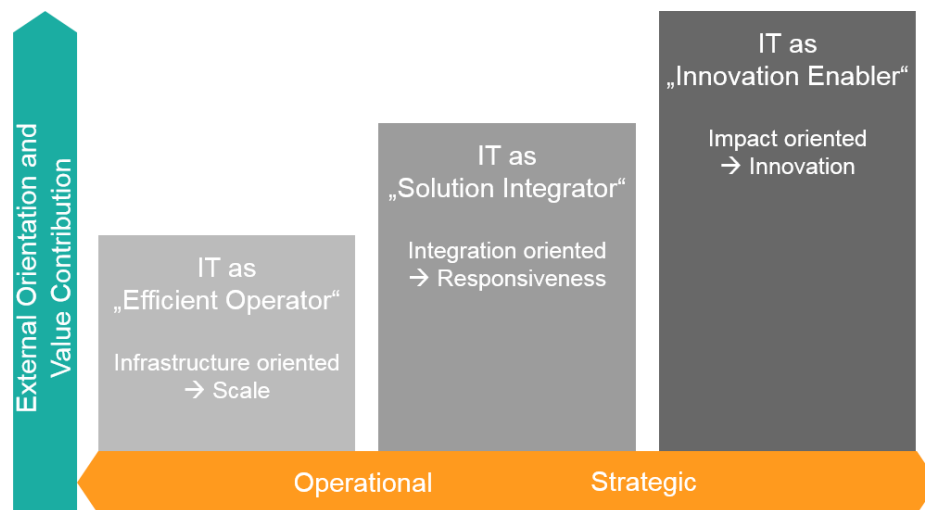 External Orientation and
Value Contribution
IT as
„Efficient Operator“
Infrastructure oriented
→ Scale
IT as
„Solution Integrator“
Integration oriented
→ Responsiveness
IT as
„Innovation Enabler“
Impact oriented
→ Innovation
Operational
Strategic